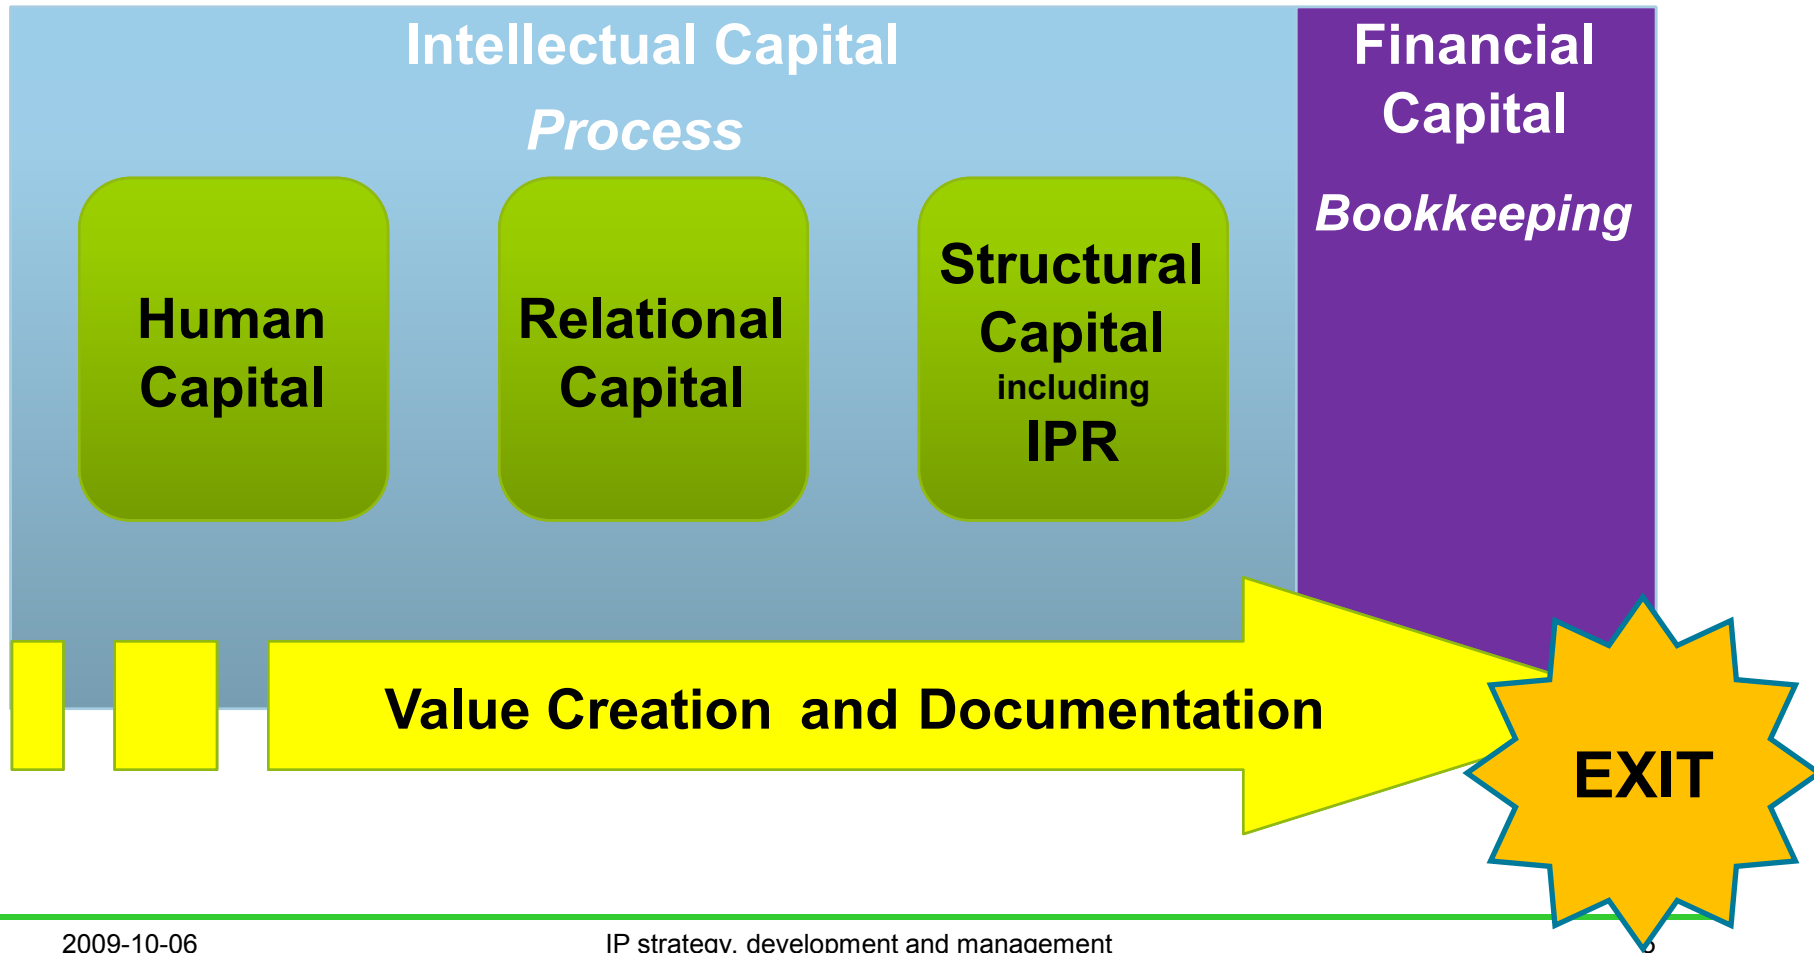 Intellectual Capital
Process
Financial
Capital
Bookkeeping
Human
Capital
Relational
Capital
Structural
Capital
including
IPR
Value Creation and Documentation
EXIT
2009-10-06
IP strategy, development and management